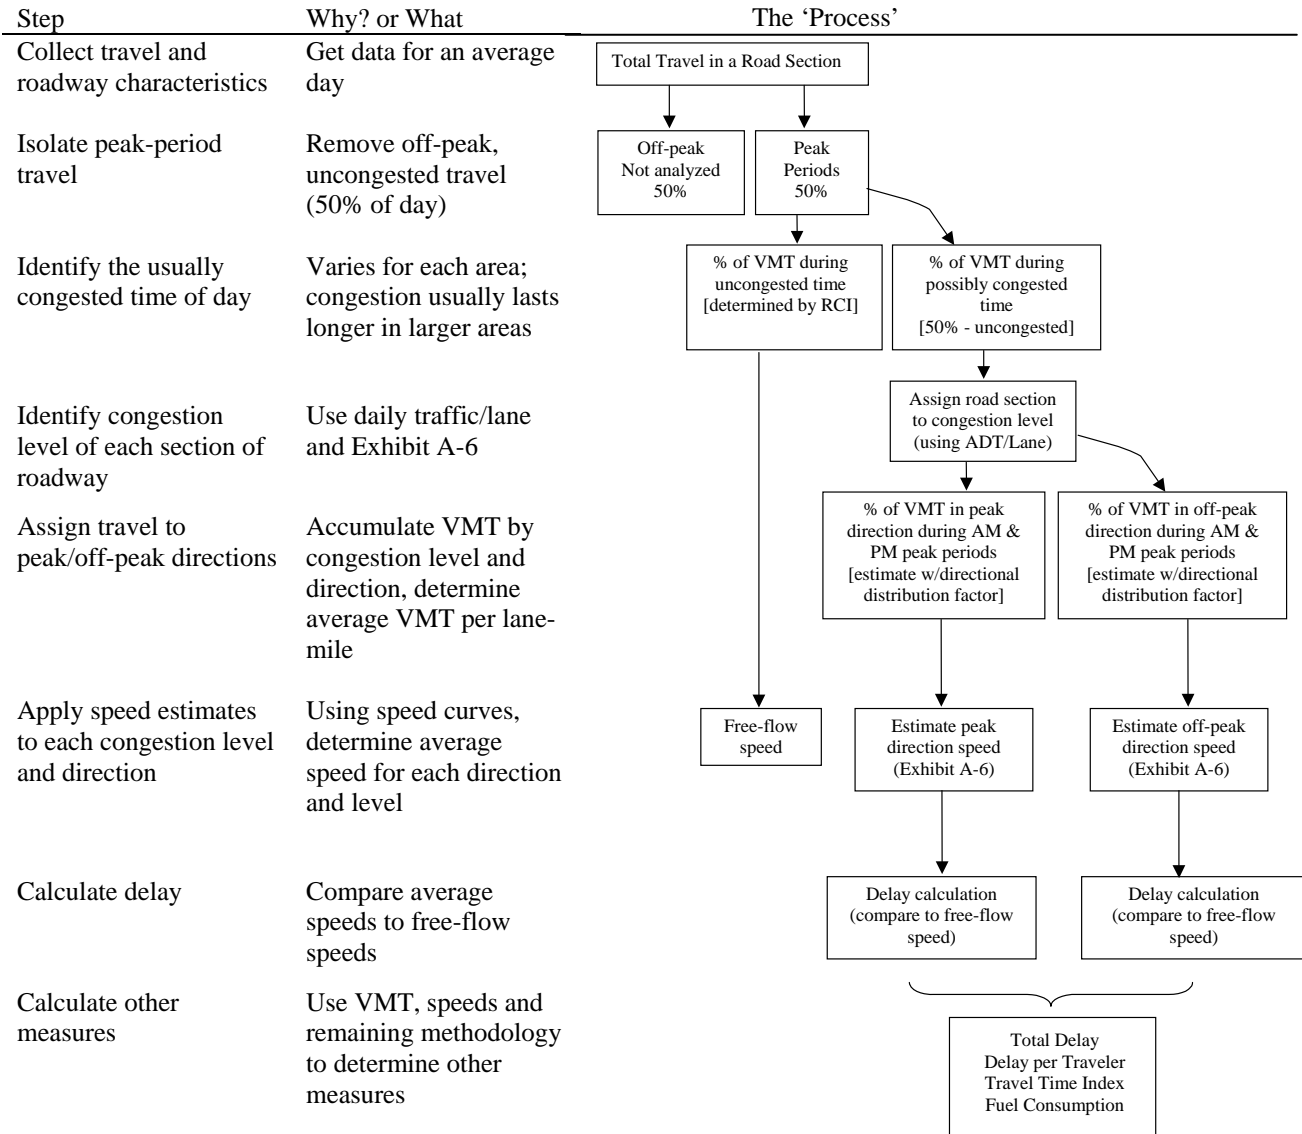 Step
Why? or What
The ‘Process’
Collect travel and
roadway characteristics
Get data for an average
day
Total Travel in a Road Section
Isolate peak-period
travel
Remove off-peak,
uncongested travel
(50% of day)
Off-peak
Not analyzed
50%
Peak
Periods
50%
Identify the usually
congested time of day
Varies for each area;
congestion usually lasts
longer in larger areas
% of VMT during
uncongested time
[determined by RCI]
% of VMT during
possibly congested
time
[50% - uncongested]
Identify congestion
level of each section of
roadway
Use daily traffic/lane
and Exhibit A-6
Assign road section
to congestion level
(using ADT/Lane)
Assign travel to
peak/off-peak directions
Accumulate VMT by
congestion level and
direction, determine
average VMT per lane-
mile
% of VMT in peak
direction during AM &
PM peak periods
[estimate w/directional
distribution factor]
% of VMT in off-peak
direction during AM &
PM peak periods
[estimate w/directional
distribution factor]
Apply speed estimates
to each congestion level
and direction
Using speed curves,
determine average
speed for each direction
and level
Free-flow
speed
Estimate peak
direction speed
(Exhibit A-6)
Estimate off-peak
direction speed
(Exhibit A-6)
Calculate delay
Compare average
speeds to free-flow
speeds
Delay calculation
(compare to free-flow
speed)
Delay calculation
(compare to free-flow
speed)
Calculate other
measures
Use VMT, speeds and
remaining methodology
to determine other
measures
Total Delay
Delay per Traveler
Travel Time Index
Fuel Consumption